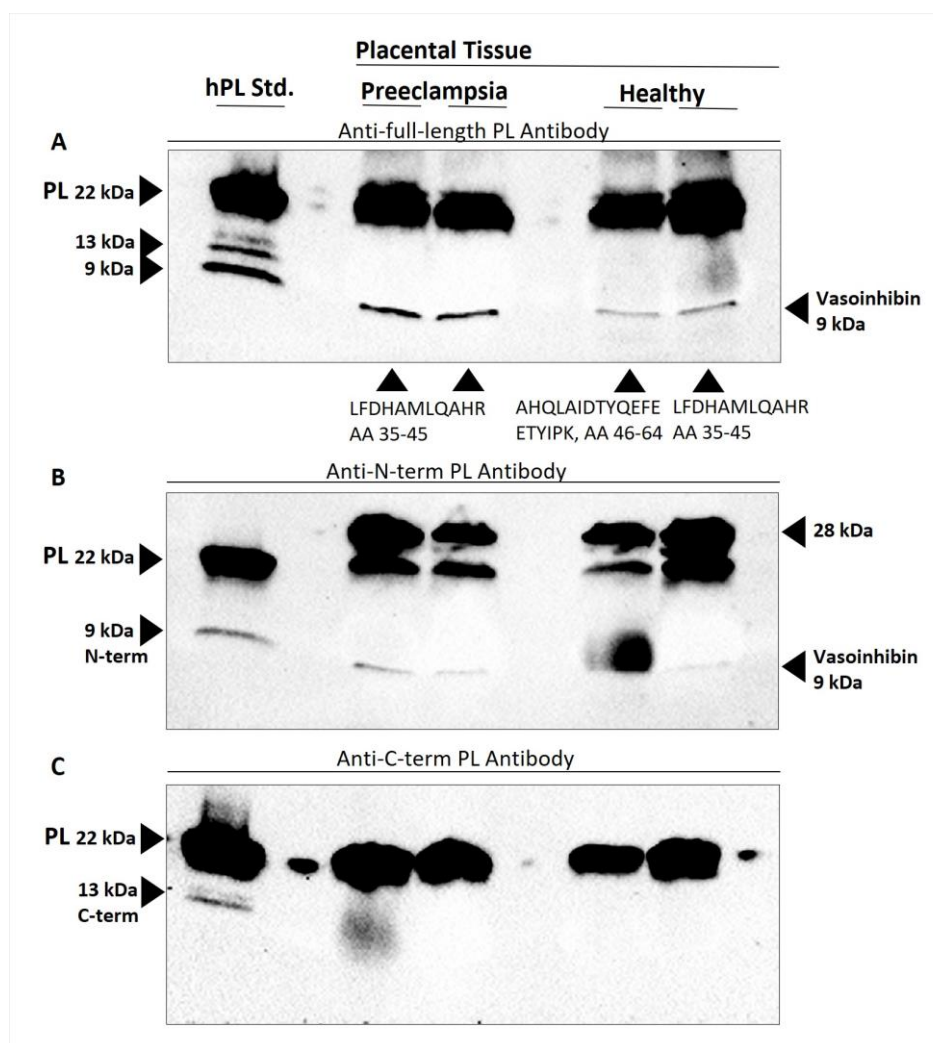 Placental Tissue
hPL Std.
Preeclampsia
Healthy
A
Anti-full-length PL Antibody
PL 22 kDa
13 kDa
9 kDa
Vasoinhibin
9 kDa
LFDHAMLQAHR
AA 35-45
AHQLAIDTYQEFE
ETYIPK, AA 46-64
LFDHAMLQAHR
AA 35-45
B
Anti-N-term PL Antibody
28 kDa
PL 22 kDa
9 kDa
N-term
Vasoinhibin
9 kDa
C
Anti-C-term PL Antibody
PL 22 kDa
13 kDa
C-term